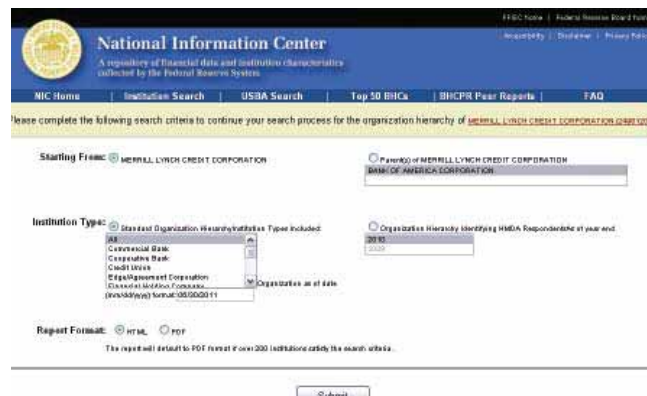 FFIEC Home | Federal Reserve Board Home
Accessibility | Disclaimer | Privacy Policy
National Information Center
A repository of financial data and institution characteristics
collected by the Federal Reserve System.
NIC Home | Institution Search | USBA Search | Top 50 BHCs | BHCPR Peer Reports | FAQ
lease complete the following search criteria to continue your search process for the organization hierarchy of MERRILL LYNCH CREDIT CORPORATION
Starting From: MERRILL LYNCH CREDIT CORPORATION
Parent(s) of MERRILL LYNCH CREDIT CORPORATION
BANK OF AMERICA CORPORATION
Institution Type: Standard Organization Hierarchy Institution Types Included:
Organization Hierarchy Identifying HMDA Respondents at year end
All
Commercial Bank
Cooperative Bank
Credit Union
Edge/Agreement Corporation
Financial Holding Company
2010
2009
Organization as of date
(mm/dd/yyyy) format:
Report Format: HTML PDF
The report will default to PDF format if over 200 institutions satisfy the search criteria.
Submit